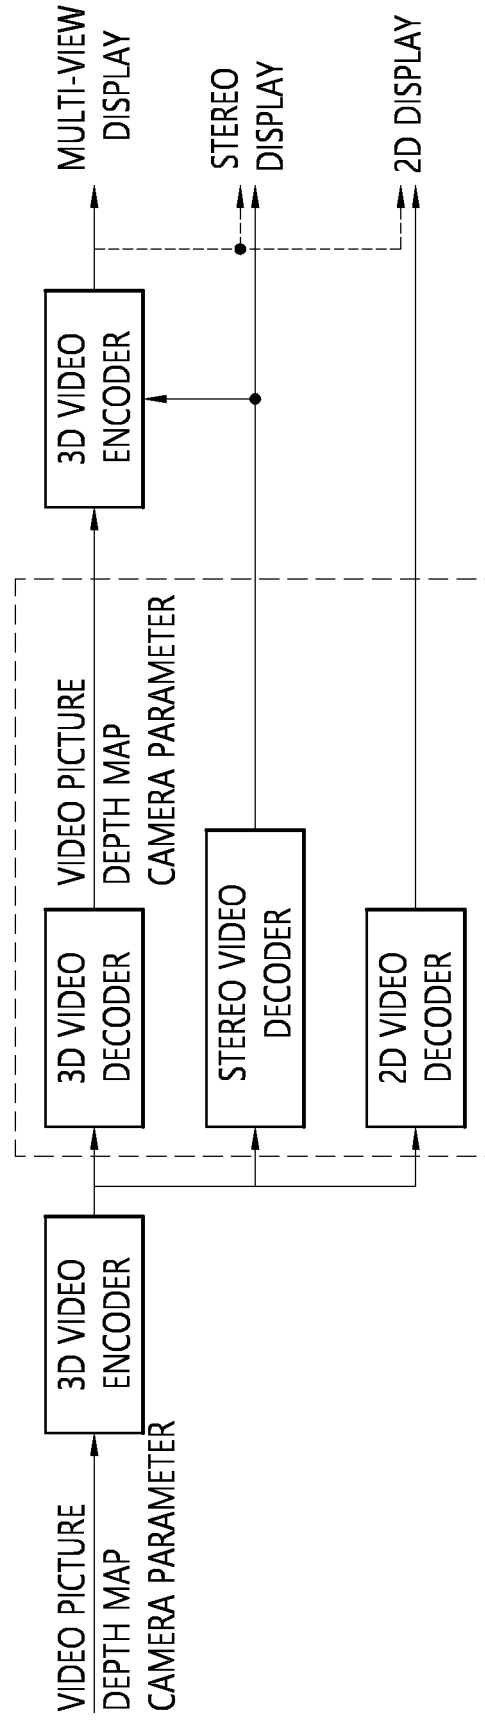 VIDEO PICTURE
DEPTH MAP
CAMERA PARAMETER
3D VIDEO
ENCODER
3D VIDEO
DECODER
VIDEO PICTURE
DEPTH MAP
CAMERA PARAMETER
3D VIDEO
ENCODER
MULTI-VIEW
DISPLAY
STEREO VIDEO
DECODER
STEREO
DISPLAY
2D VIDEO
DECODER
2D DISPLAY